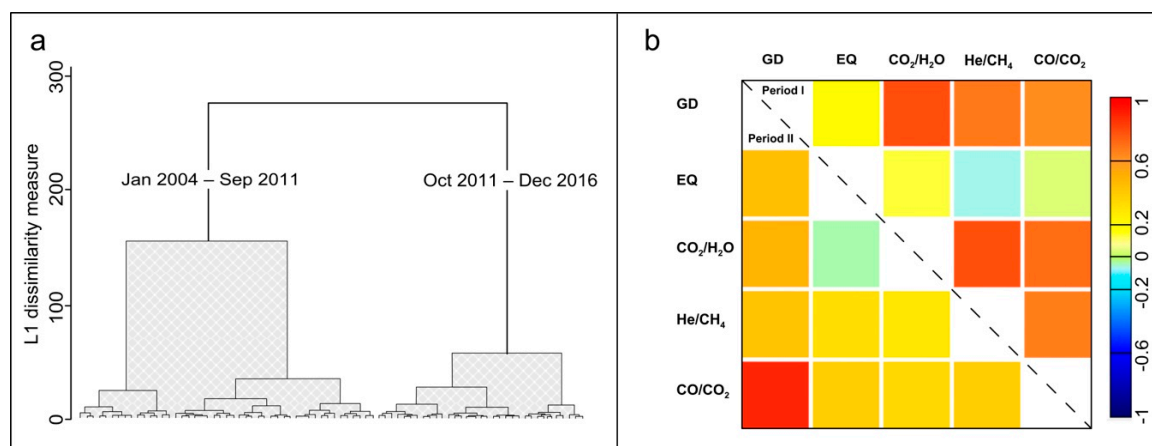 a
L1 dissimilarity measure
300
200
100
0
Jan 2004 – Sep 2011
Oct 2011 – Dec 2016
b
GD EQ CO₂/H₂O He/CH₄ CO/CO₂
GD
EQ
CO₂/H₂O
He/CH₄
CO/CO₂
Period I
Period II
1
0.6
0.2
0
-0.2
-0.6
-1